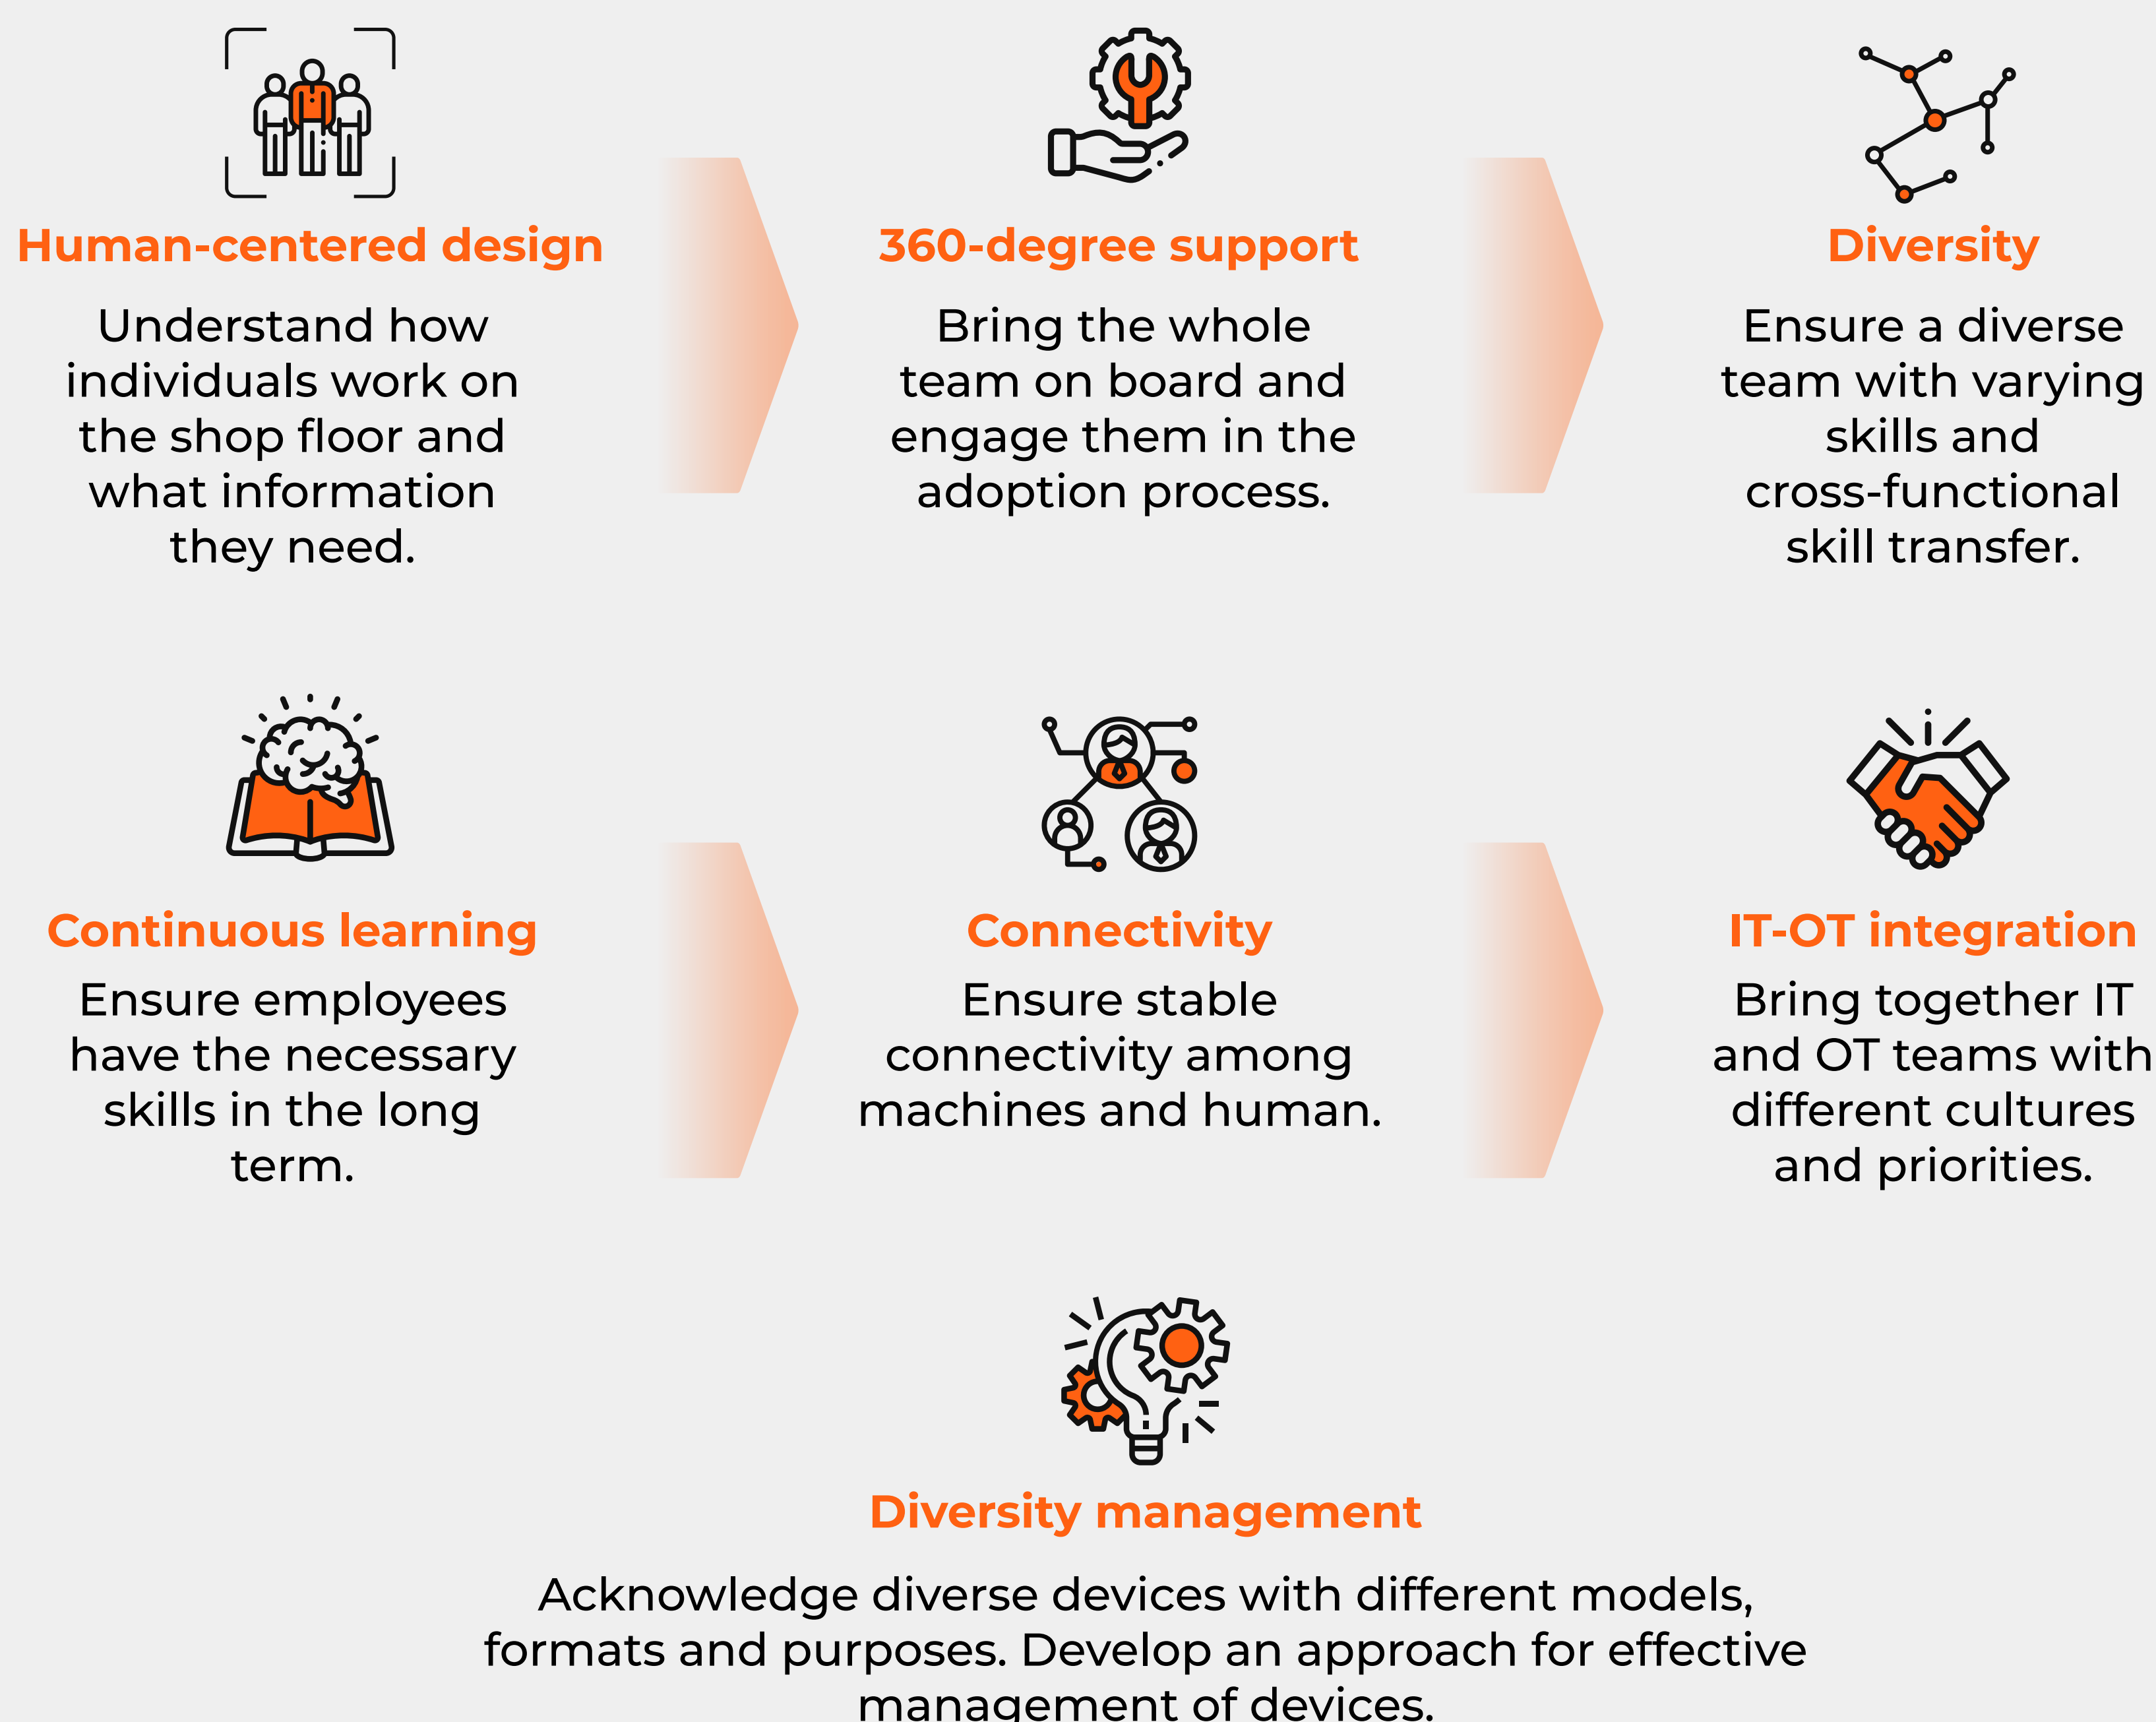 Human-centered design
Understand how
individuals work on
the shop floor and
what information
they need.
360-degree support
Bring the whole
team on board and
engage them in the
adoption process.
Diversity
Ensure a diverse
team with varying
skills and
cross-functional
skill transfer.
Continuous learning
Ensure employees
have the necessary
skills in the long
term.
Connectivity
Ensure stable
connectivity among
machines and human.
IT-OT integration
Bring together IT
and OT teams with
different cultures
and priorities.
Diversity management
Acknowledge diverse devices with different models,
formats and purposes. Develop an approach for effective
management of devices.